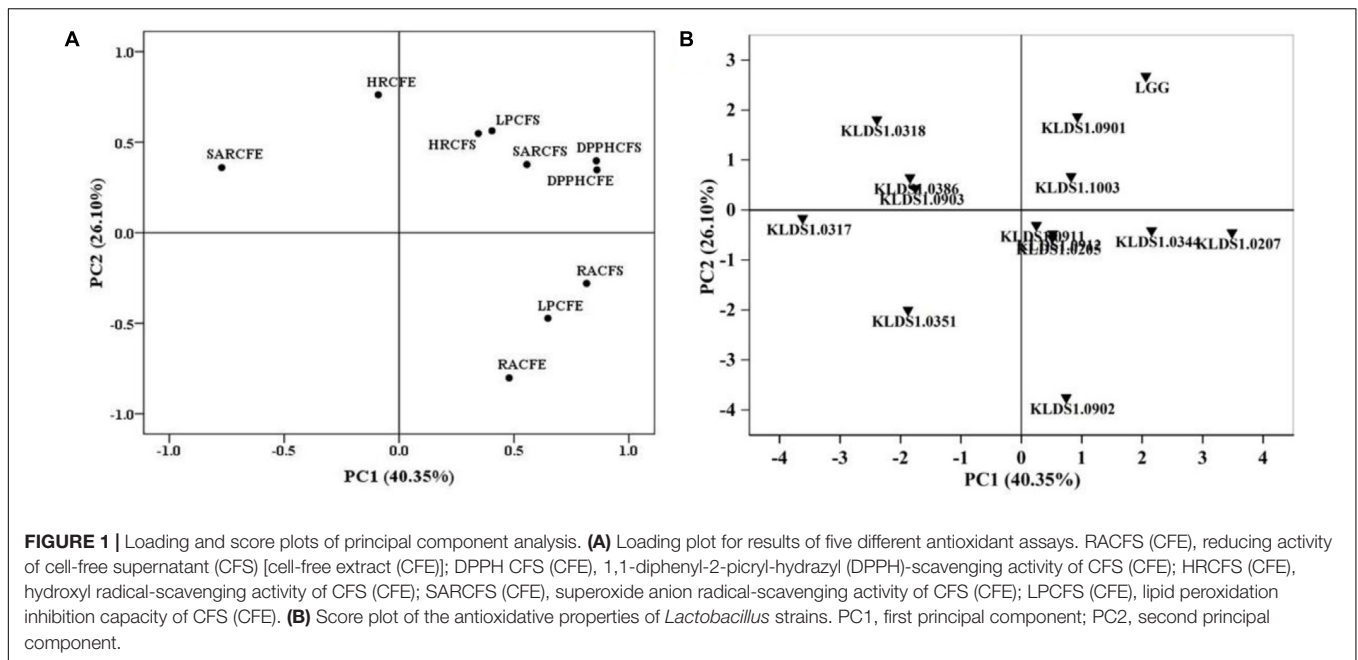 A
1.0
0.5
0.0
-0.5
-1.0
-1.0
-0.5
0.0
0.5
1.0
PC2 (26.10%)
PC1 (40.35%)
HRCFE
LPCFS
HRCFS
SARCFE
SARCFS
DPPHCFS
DPPHCFE
RACFS
LPCFE
RACFE
B
3
2
1
0
-1
-2
-3
-4
-4
-3
-2
-1
0
1
2
3
4
PC2 (26.10%)
PC1 (40.35%)
LGG
KLDS1.0901
KLDS1.0318
KLDS1.1003
KLDS1.0386
KLDS1.0903
KLDS1.0317
KLDS1.0911
KLDS1.0912
KLDS1.0205
KLDS1.0344
KLDS1.0207
KLDS1.0351
KLDS1.0902
FIGURE 1 | Loading and score plots of principal component analysis. (A) Loading plot for results of five different antioxidant assays. RACFS (CFE), reducing activity
of cell-free supernatant (CFS) [cell-free extract (CFE)]; DPPH CFS (CFE), 1,1-diphenyl-2-picryl-hydrazyl (DPPH)-scavenging activity of CFS (CFE); HRCFS (CFE),
hydroxyl radical-scavenging activity of CFS (CFE); SARCFS (CFE), superoxide anion radical-scavenging activity of CFS (CFE); LPCFS (CFE), lipid peroxidation
inhibition capacity of CFS (CFE). (B) Score plot of the antioxidative properties of Lactobacillus strains. PC1, first principal component; PC2, second principal
component.